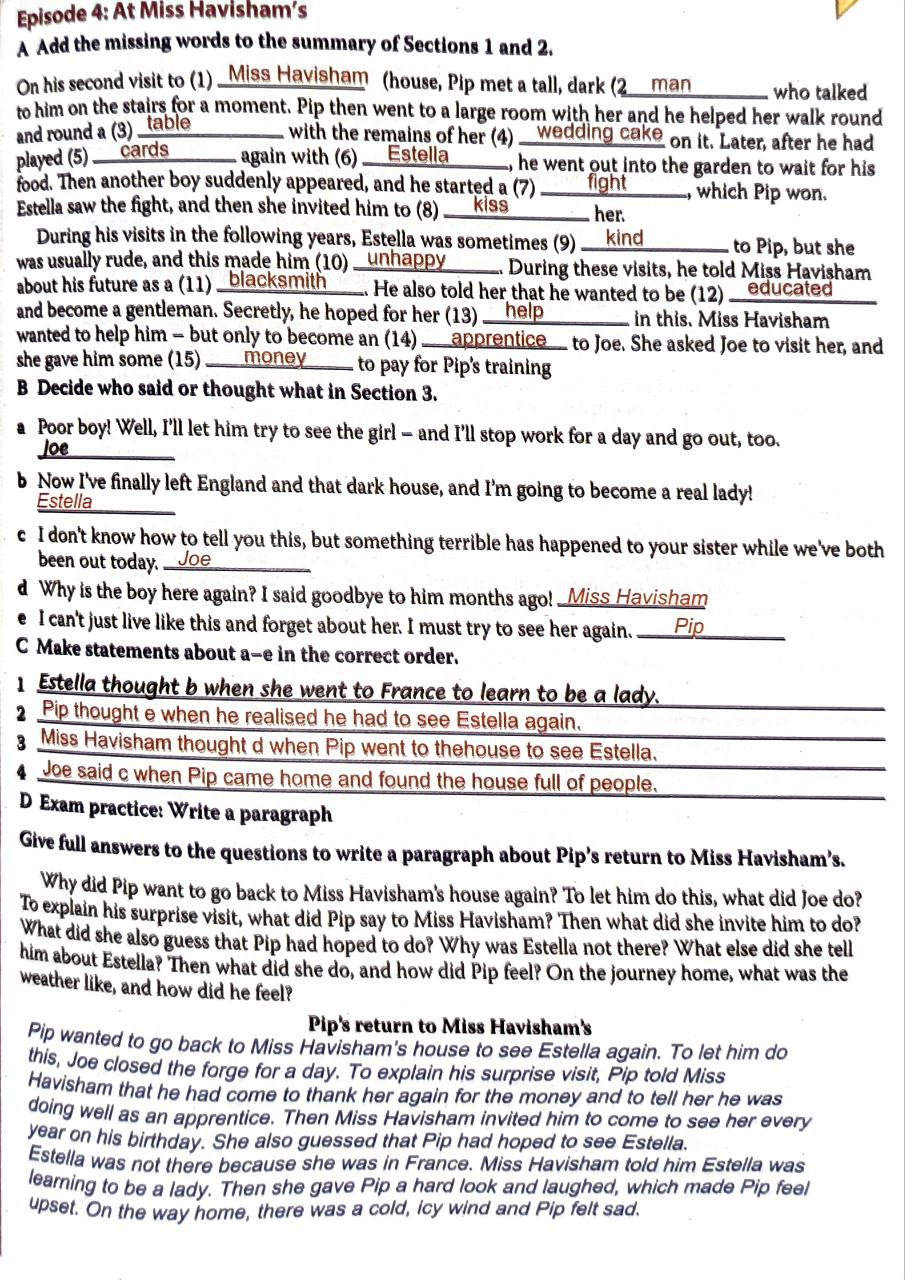 Episode 4: At Miss Havisham's
A Add the missing words to the summary of Sections 1 and 2.
On his second visit to (1) Miss Havisham (house, Pip met a tall, dark (2 man who talked
to him on the stairs for a moment. Pip then went to a large room with her and he helped her walk round
and round a (3) table with the remains of her (4) wedding cake on it. Later, after he had
played (5) cards again with (6) Estella, he went out into the garden to wait for his
food. Then another boy suddenly appeared, and he started a (7) fight, which Pip won.
Estella saw the fight, and then she invited him to (8) kiss her.
During his visits in the following years, Estella was sometimes (9) kind to Pip, but she
was usually rude, and this made him (10) unhappy. During these visits, he told Miss Havisham
about his future as a (11) blacksmith. He also told her that he wanted to be (12) educated
and become a gentleman. Secretly, he hoped for her (13) help in this. Miss Havisham
wanted to help him – but only to become an (14) apprentice to Joe. She asked Joe to visit her, and
she gave him some (15) money to pay for Pip's training
B Decide who said or thought what in Section 3.
a Poor boy! Well, I'll let him try to see the girl – and I'll stop work for a day and go out, too.
Joe
b Now I've finally left England and that dark house, and I'm going to become a real lady!
Estella
c I don't know how to tell you this, but something terrible has happened to your sister while we've both
been out today. Joe
d Why is the boy here again? I said goodbye to him months ago! Miss Havisham
e I can't just live like this and forget about her. I must try to see her again. Pip
C Make statements about a–e in the correct order.
1 Estella thought b when she went to France to learn to be a lady.
2 Pip thought e when he realised he had to see Estella again.
3 Miss Havisham thought d when Pip went to thehouse to see Estella.
4 Joe said c when Pip came home and found the house full of people.
D Exam practice: Write a paragraph
Give full answers to the questions to write a paragraph about Pip's return to Miss Havisham's.
Why did Pip want to go back to Miss Havisham's house again? To let him do this, what did Joe do?
To explain his surprise visit, what did Pip say to Miss Havisham? Then what did she invite him to do?
What did she also guess that Pip had hoped to do? Why was Estella not there? What else did she tell
him about Estella? Then what did she do, and how did Pip feel? On the journey home, what was the
weather like, and how did he feel?
Pip's return to Miss Havisham's
Pip wanted to go back to Miss Havisham's house to see Estella again. To let him do
this, Joe closed the forge for a day. To explain his surprise visit, Pip told Miss
Havisham that he had come to thank her again for the money and to tell her he was
doing well as an apprentice. Then Miss Havisham invited him to come to see her every
year on his birthday. She also guessed that Pip had hoped to see Estella.
Estella was not there because she was in France. Miss Havisham told him Estella was
learning to be a lady. Then she gave Pip a hard look and laughed, which made Pip feel
upset. On the way home, there was a cold, icy wind and Pip felt sad.